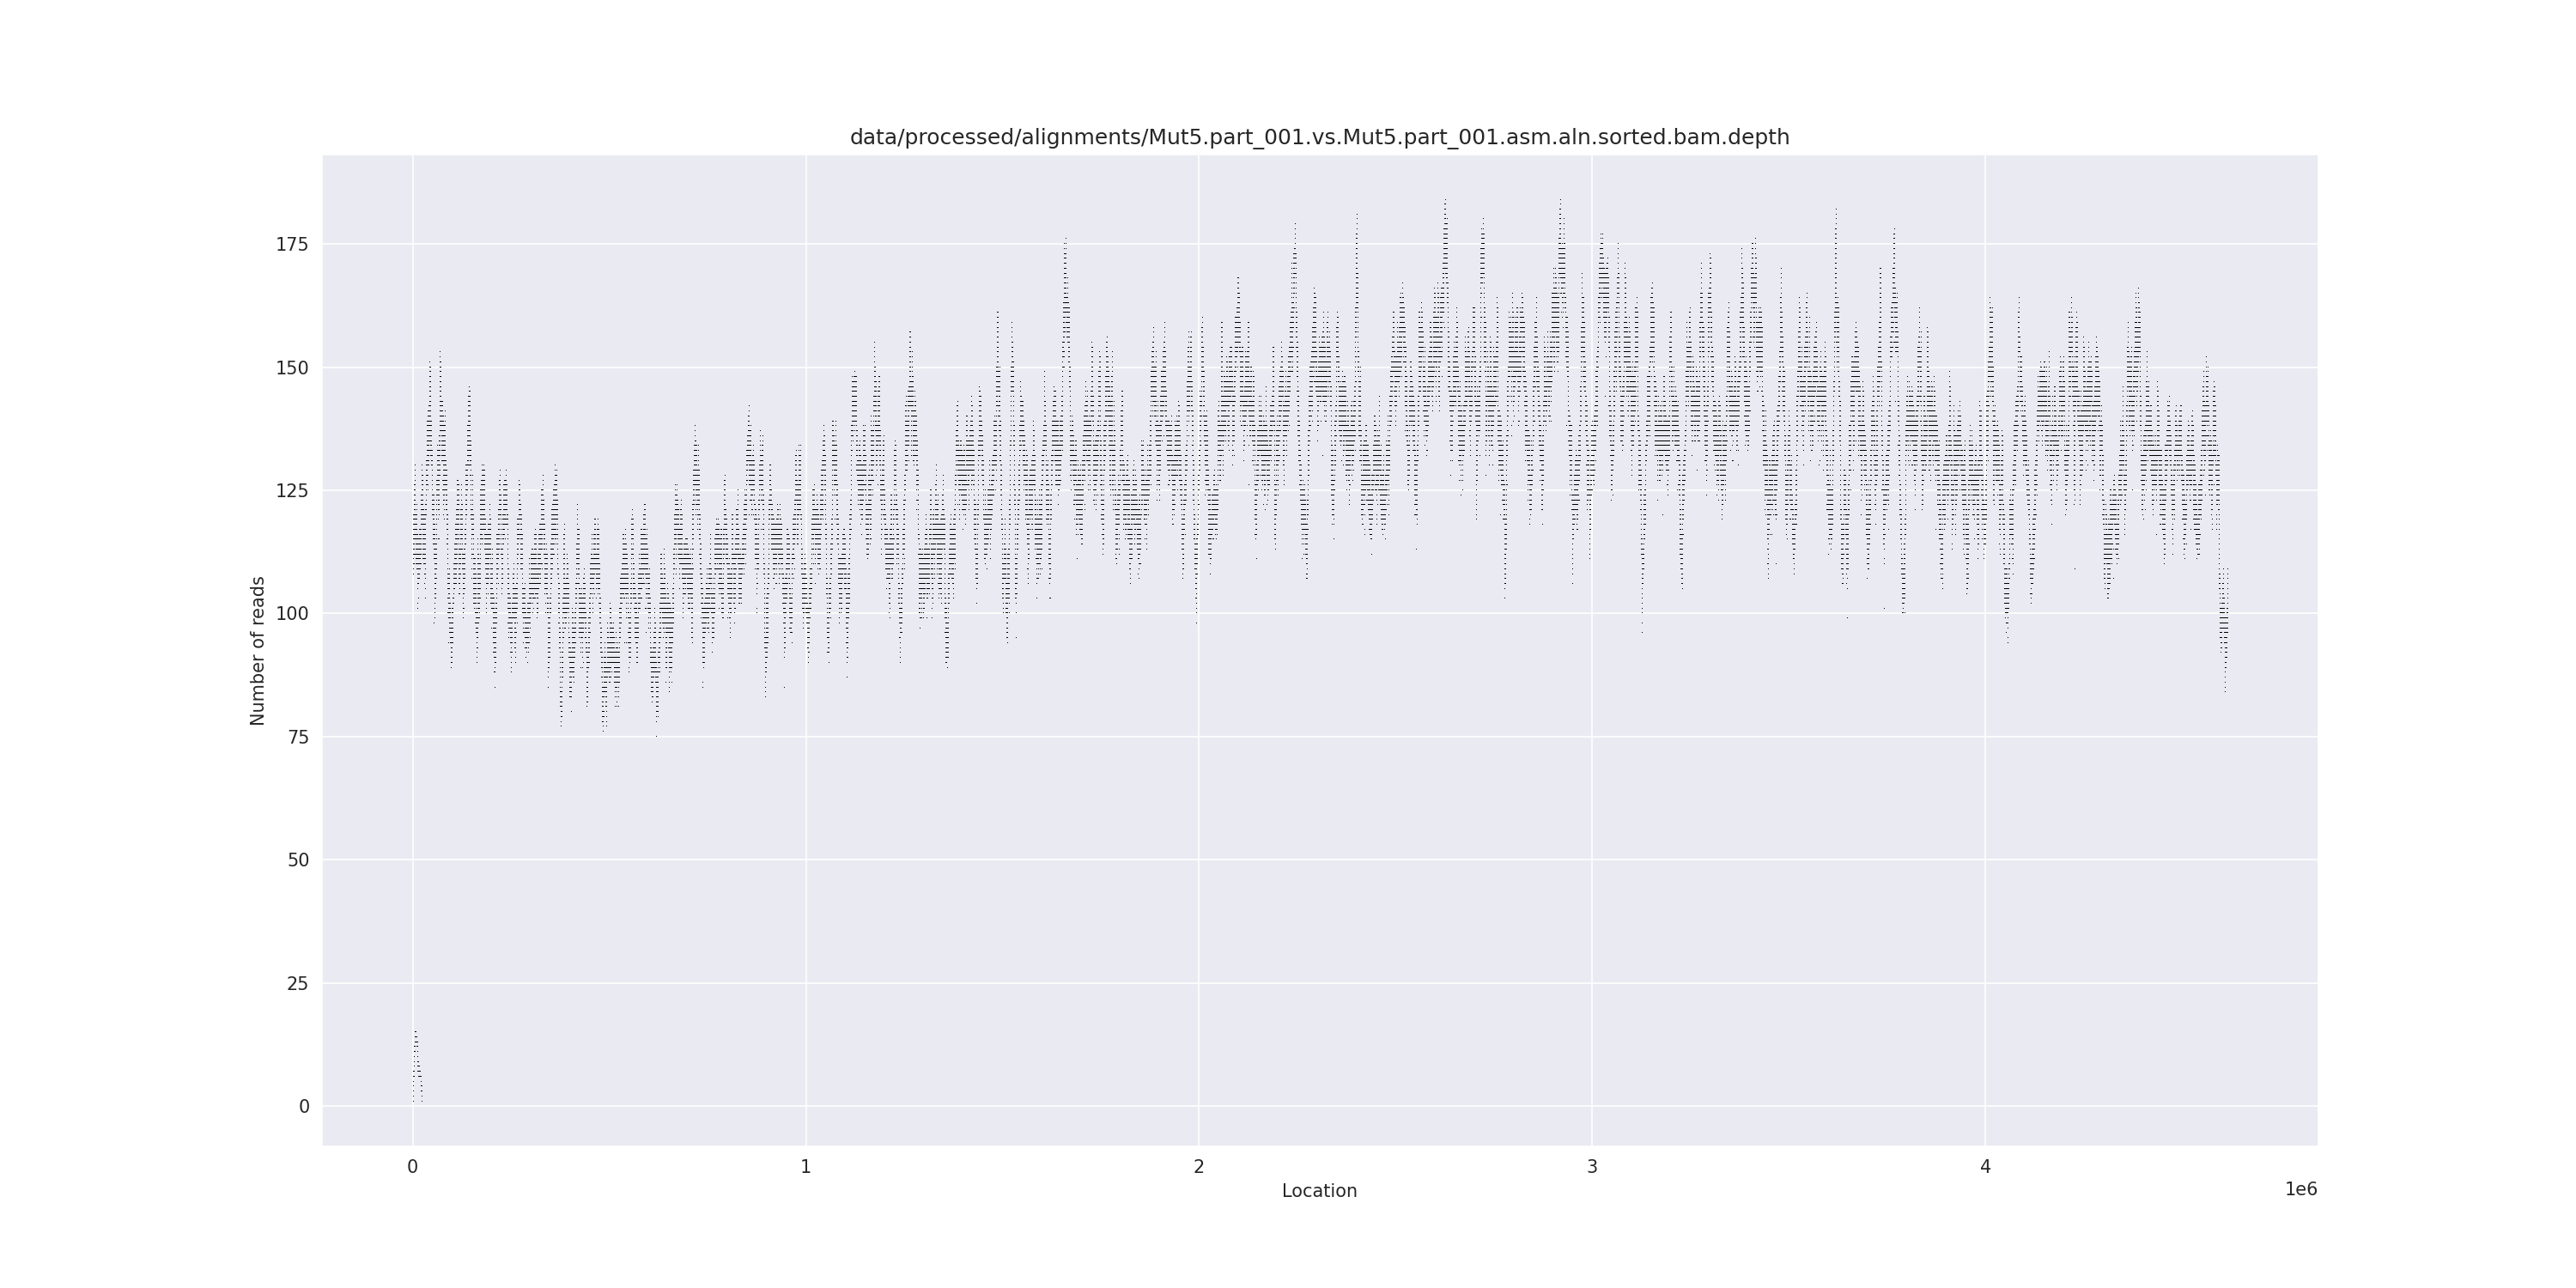 data/processed/alignments/Mut5.part_001.vs.Mut5.part_001.asm.aln.sorted.bam.depth
Number of reads
175
150
125
100
75
50
25
0
0 1 2 3 4
Location
1e6